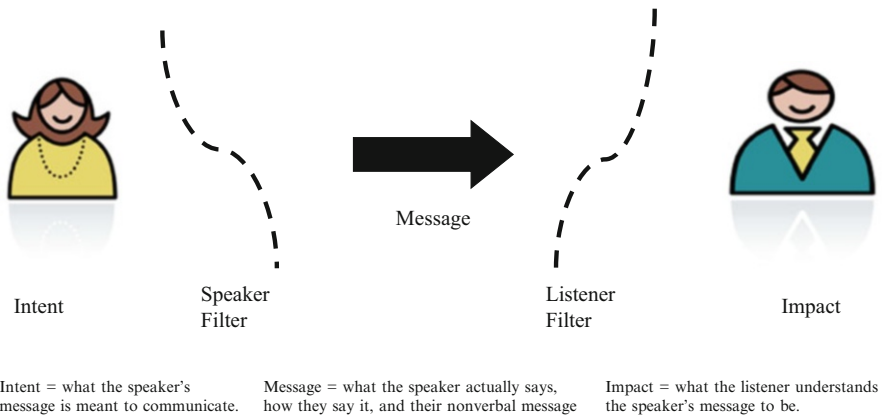 Message
Intent
Speaker
Filter
Listener
Filter
Impact
Intent = what the speaker's
message is meant to communicate.
Message = what the speaker actually says,
how they say it, and their nonverbal message
Impact = what the listener understands
the speaker's message to be.